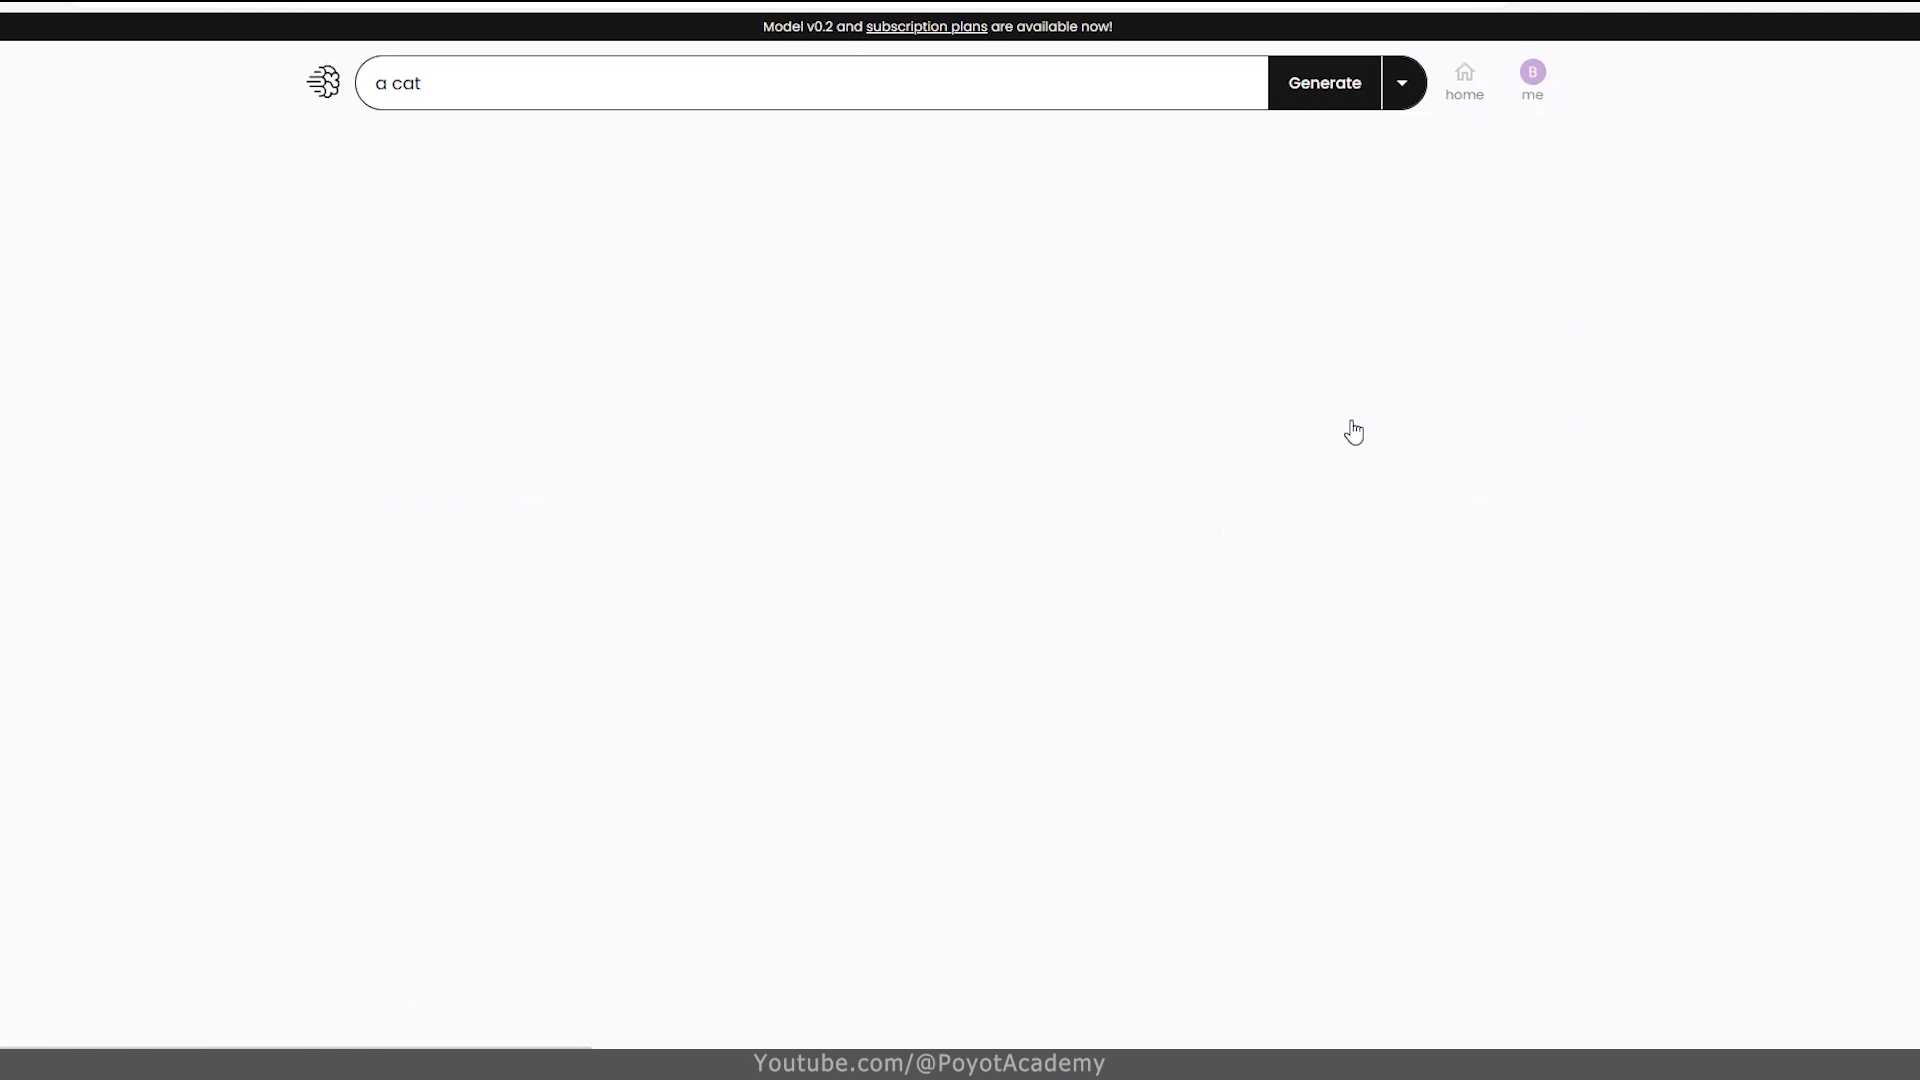 Model v0.2 and subscription plans are available now!
a cat
Generate
home
B
me
Youtube.com/@PoyotAcademy